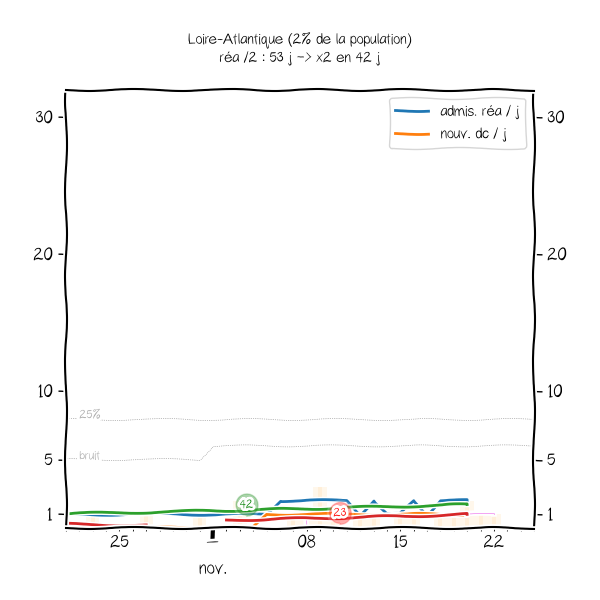 Loire-Atlantique (2% de la population)
réa /2 : 53 j -> x2 en 42 j
admis. réa / j
nouv. dc / j
30 30
20 20
10 10
25%
5 bruit 5
1 42 23 1
25 1 08 15 22
nov.